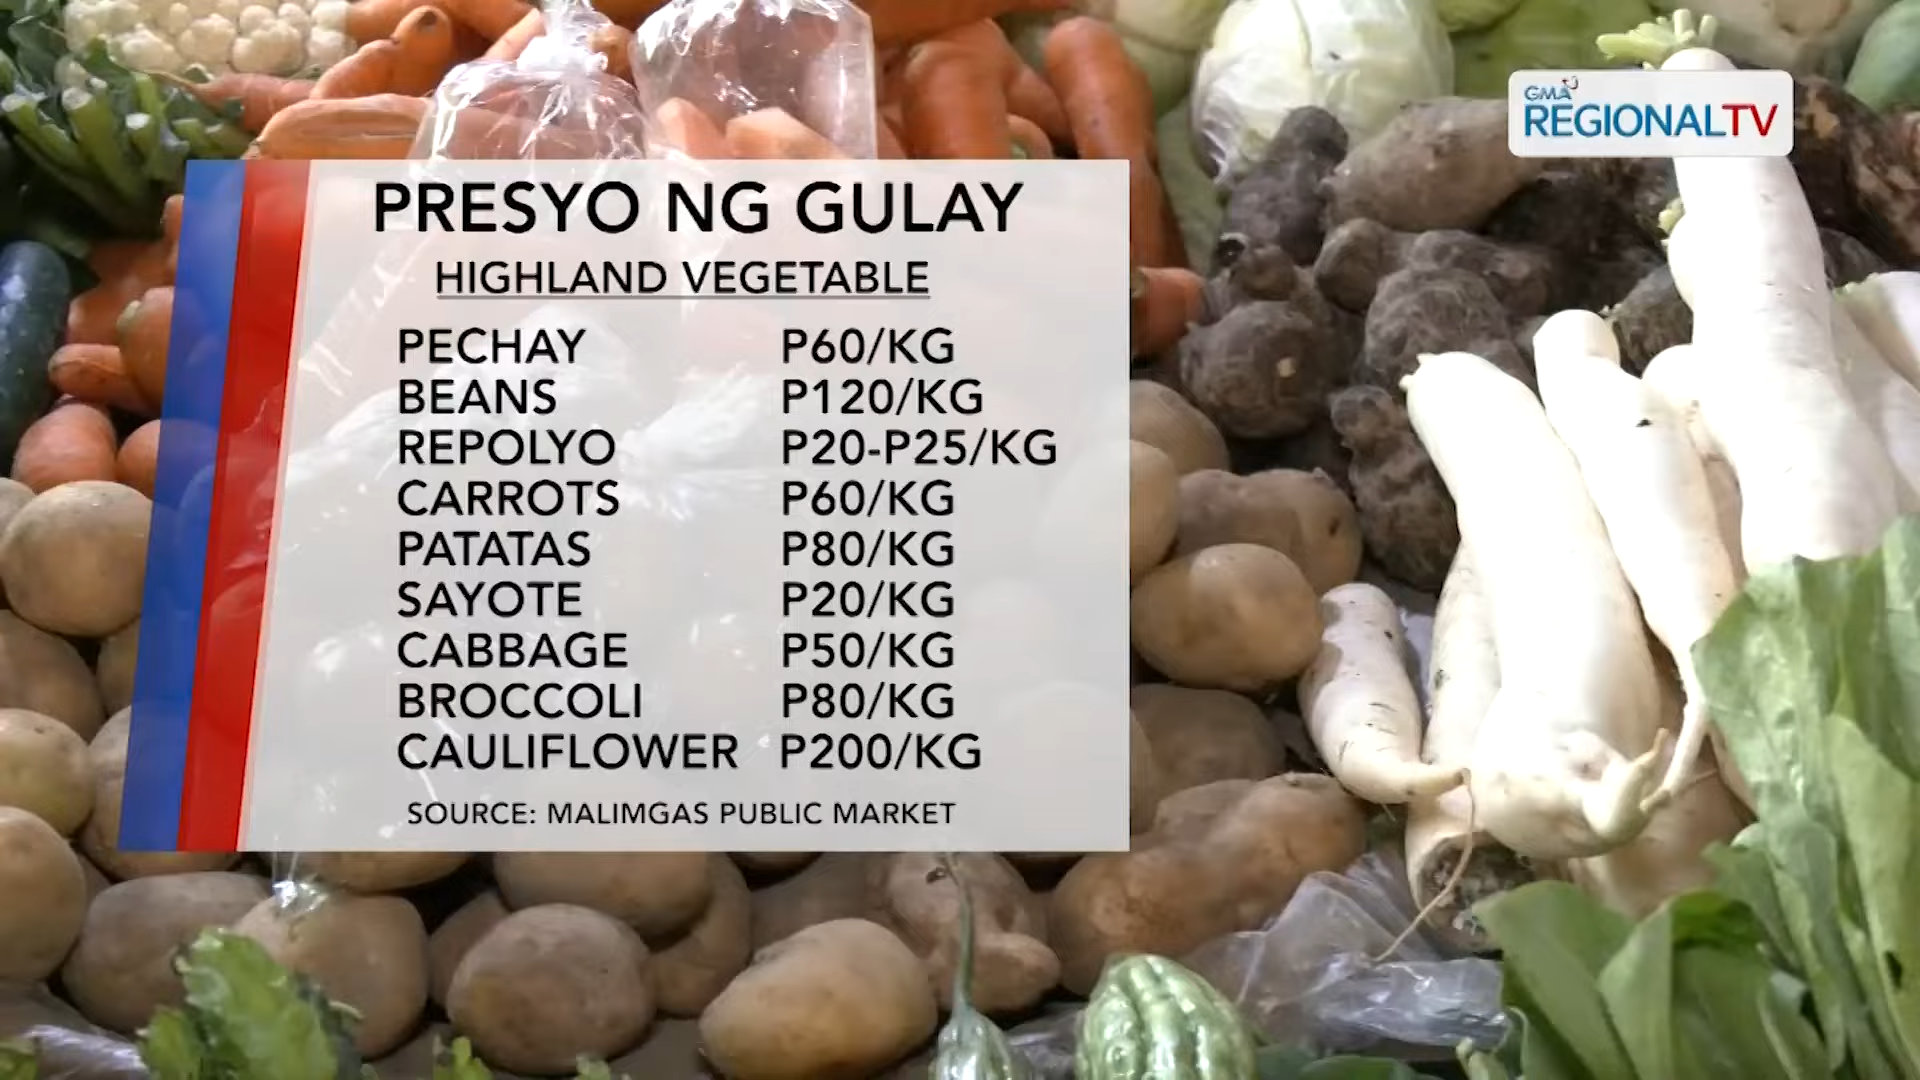 GMA
REGIONALTV
PRESYO NG GULAY
HIGHLAND VEGETABLE
PECHAY P60/KG
BEANS P120/KG
REPOLYO P20-P25/KG
CARROTS P60/KG
PATATAS P80/KG
SAYOTE P20/KG
CABBAGE P50/KG
BROCCOLI P80/KG
CAULIFLOWER P200/KG
SOURCE: MALIMGAS PUBLIC MARKET